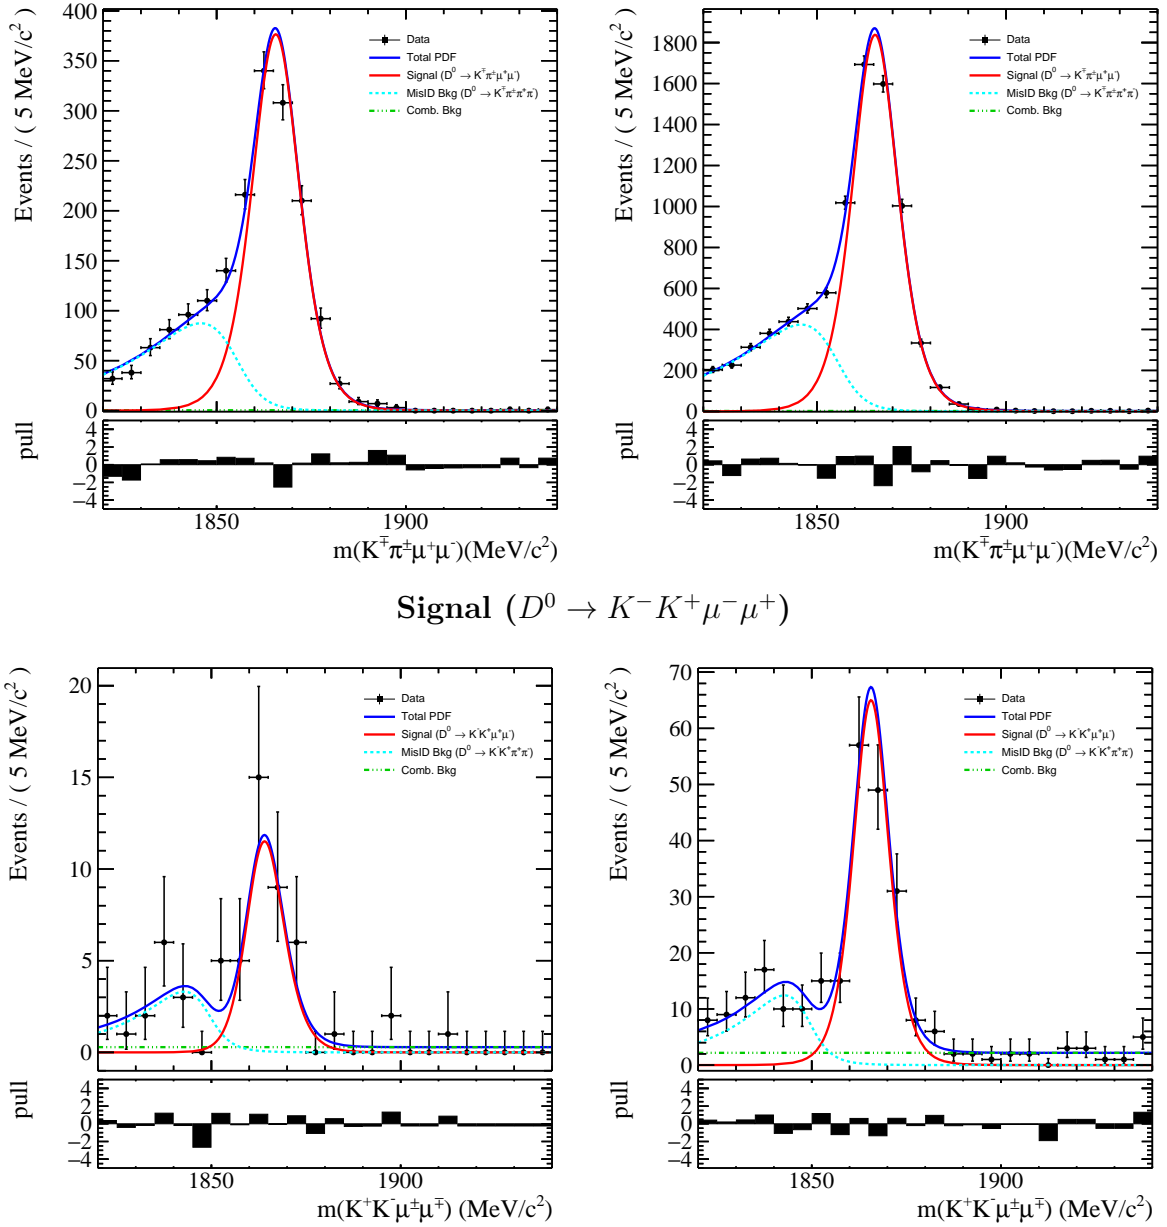 400
350
300
250
200
150
100
50
0
Events / ( 5 MeV/c²)
Data
Total PDF
Signal (D⁰ → K∓π±μ⁺μ⁻)
MisID Bkg (D⁰ → K∓π±π⁺π⁻)
Comb. Bkg
4
2
0
−2
−4
pull
1850 1900
m(K∓π±μ⁺μ⁻)(MeV/c²)
1800
1600
1400
1200
1000
800
600
400
200
0
Events / ( 5 MeV/c²)
Data
Total PDF
Signal (D⁰ → K∓π±μ⁺μ⁻)
MisID Bkg (D⁰ → K∓π±π⁺π⁻)
Comb. Bkg
4
2
0
−2
−4
pull
1850 1900
m(K∓π±μ⁺μ⁻)(MeV/c²)
Signal (D⁰ → K⁻K⁺μ⁻μ⁺)
20
15
10
5
0
Events / ( 5 MeV/c²)
Data
Total PDF
Signal (D⁰ → K⁻K⁺μ⁺μ⁻)
MisID Bkg (D⁰ → K⁻K⁺π⁺π⁻)
Comb. Bkg
4
2
0
−2
−4
pull
1850 1900
m(K⁺K⁻μ±μ∓) (MeV/c²)
70
60
50
40
30
20
10
0
Events / ( 5 MeV/c²)
Data
Total PDF
Signal (D⁰ → K⁻K⁺μ⁺μ⁻)
MisID Bkg (D⁰ → K⁻K⁺π⁺π⁻)
Comb. Bkg
4
2
0
−2
−4
pull
1850 1900
m(K⁺K⁻μ±μ∓) (MeV/c²)